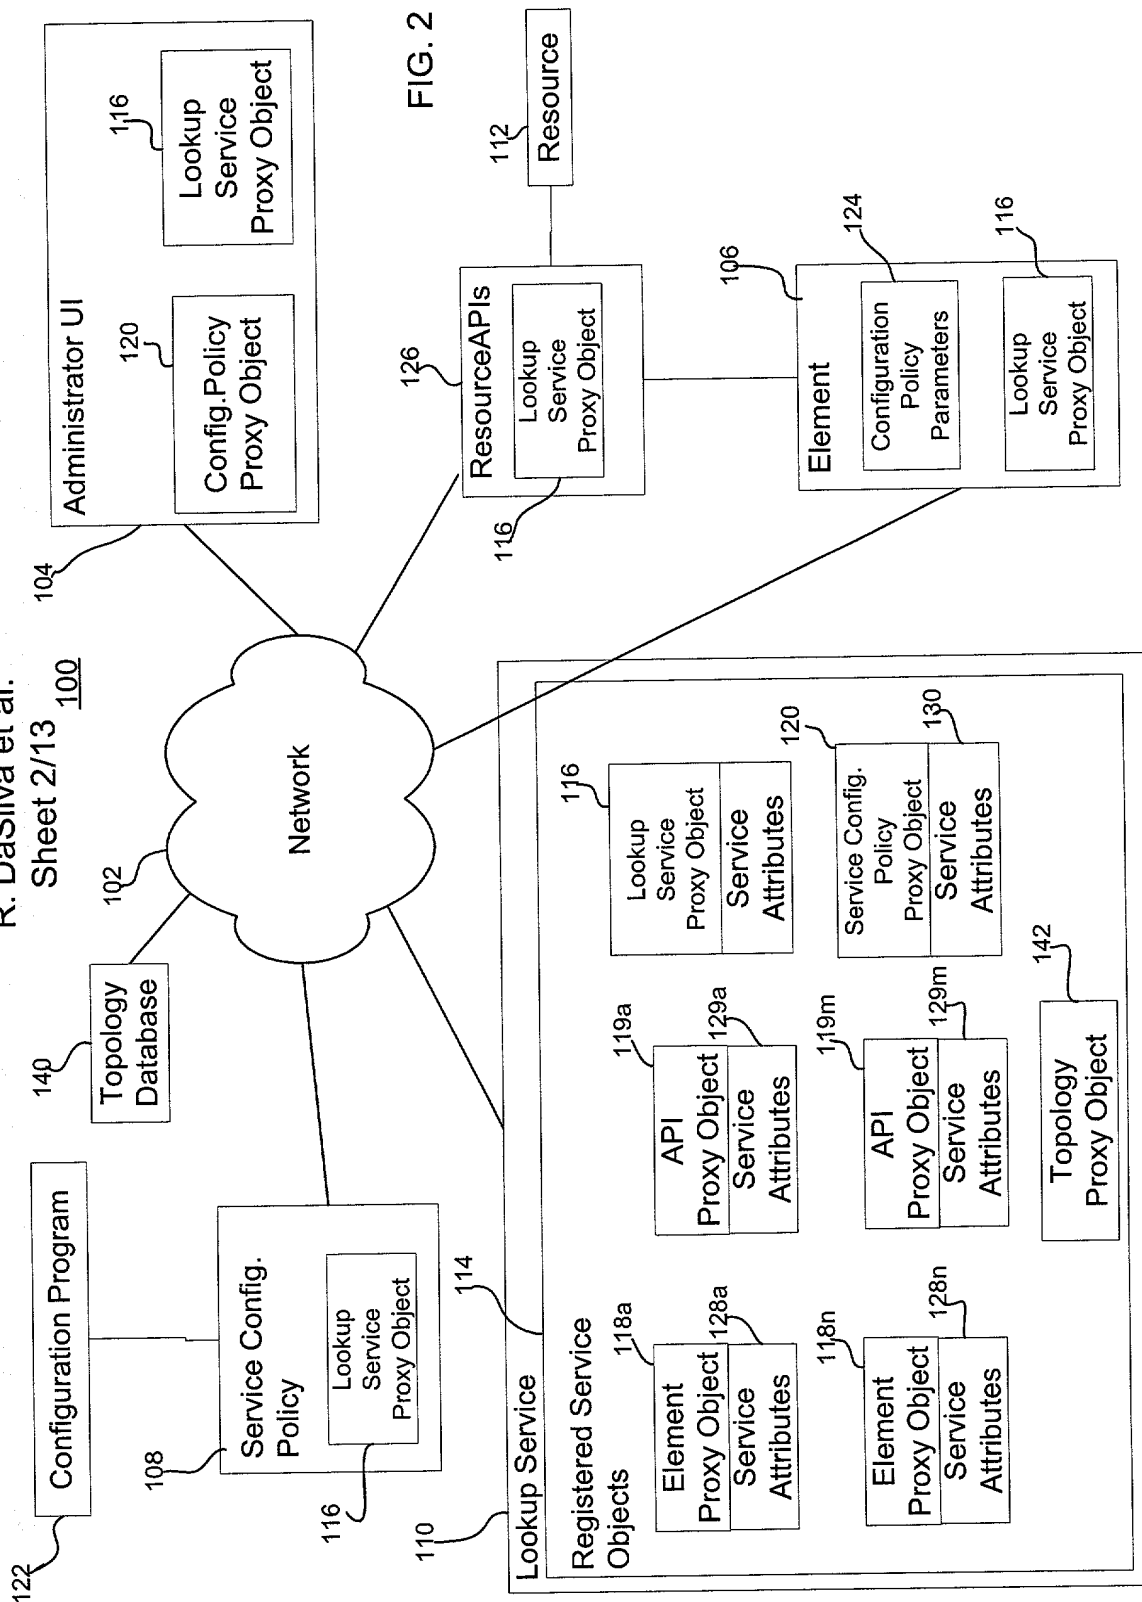 R. DaSilva et al.
Sheet 2/13
100
FIG. 2
122
Configuration Program
108
Service Config.
Policy
Lookup
Service
Proxy Object
116
140
Topology
Database
102
Network
104
Administrator UI
120
Config.Policy
Proxy Object
116
Lookup
Service
Proxy Object
126
ResourceAPIs
Lookup
Service
Proxy Object
116
112
Resource
106
Element
124
Configuration
Policy
Parameters
116
Lookup
Service
Proxy Object
110
Lookup Service
114
Registered Service
Objects
118a
Element
Proxy Object
128a
Service
Attributes
119a
API
Proxy Object
129a
Service
Attributes
116
Lookup
Service
Proxy Object
Service
Attributes
118n
Element
Proxy Object
128n
Service
Attributes
119m
API
Proxy Object
129m
Service
Attributes
120
Service Config.
Policy
Proxy Object
130
Service
Attributes
142
Topology
Proxy Object